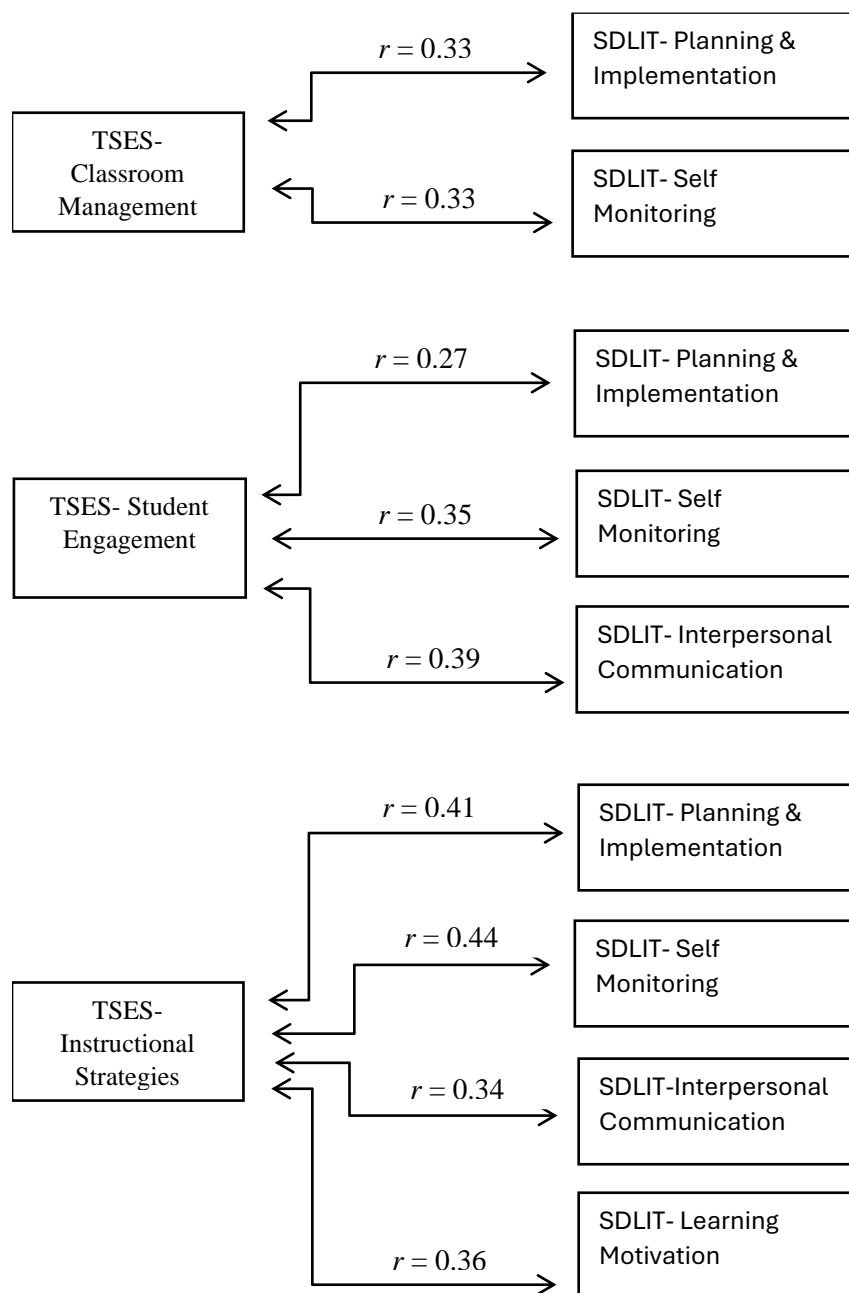 r = 0.33
SDLIT- Planning &
Implementation
TSES-
Classroom
Management
r = 0.33
SDLIT- Self
Monitoring
r = 0.27
SDLIT- Planning &
Implementation
TSES- Student
Engagement
r = 0.35
SDLIT- Self
Monitoring
r = 0.39
SDLIT- Interpersonal
Communication
r = 0.41
SDLIT- Planning &
Implementation
r = 0.44
SDLIT- Self
Monitoring
TSES-
Instructional
Strategies
r = 0.34
SDLIT-Interpersonal
Communication
r = 0.36
SDLIT- Learning
Motivation